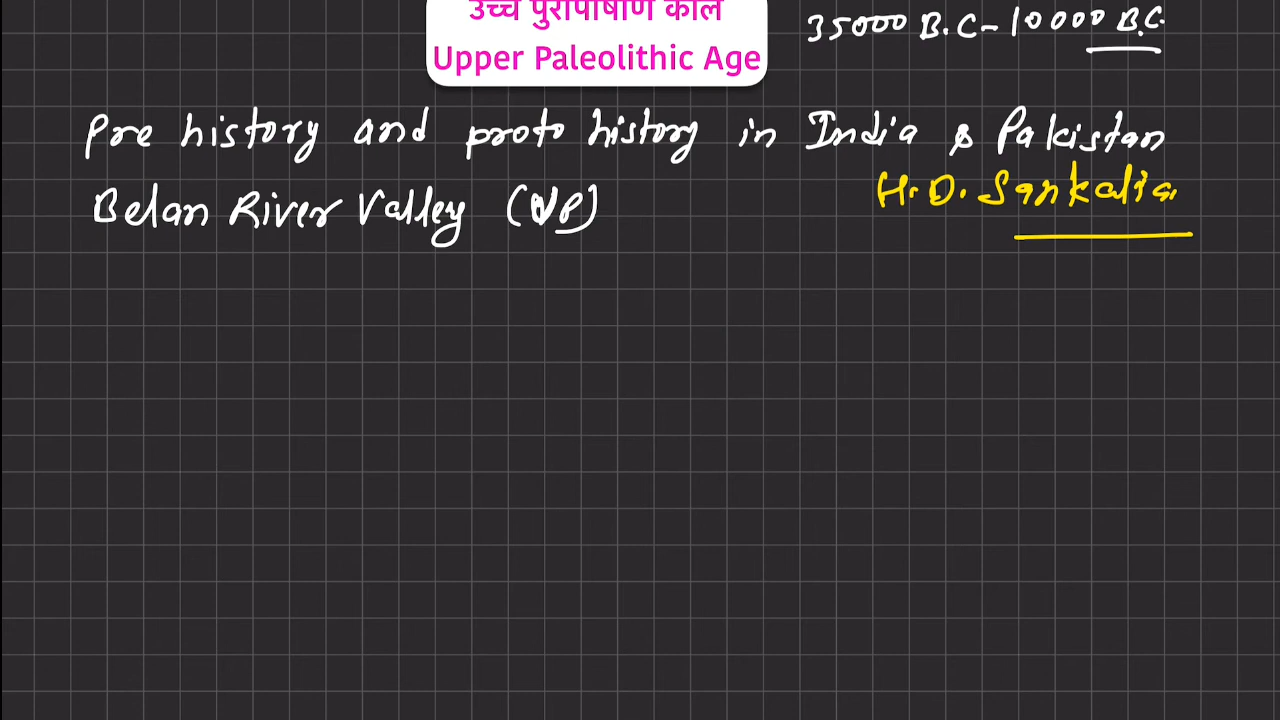 उच्च पुरापाषाण काल
35000 B.C - 10000 B.C.
Upper Paleolithic Age
Pre history and proto history in India & Pakistan
H.D. Sankalia
Belan River Valley (UP)